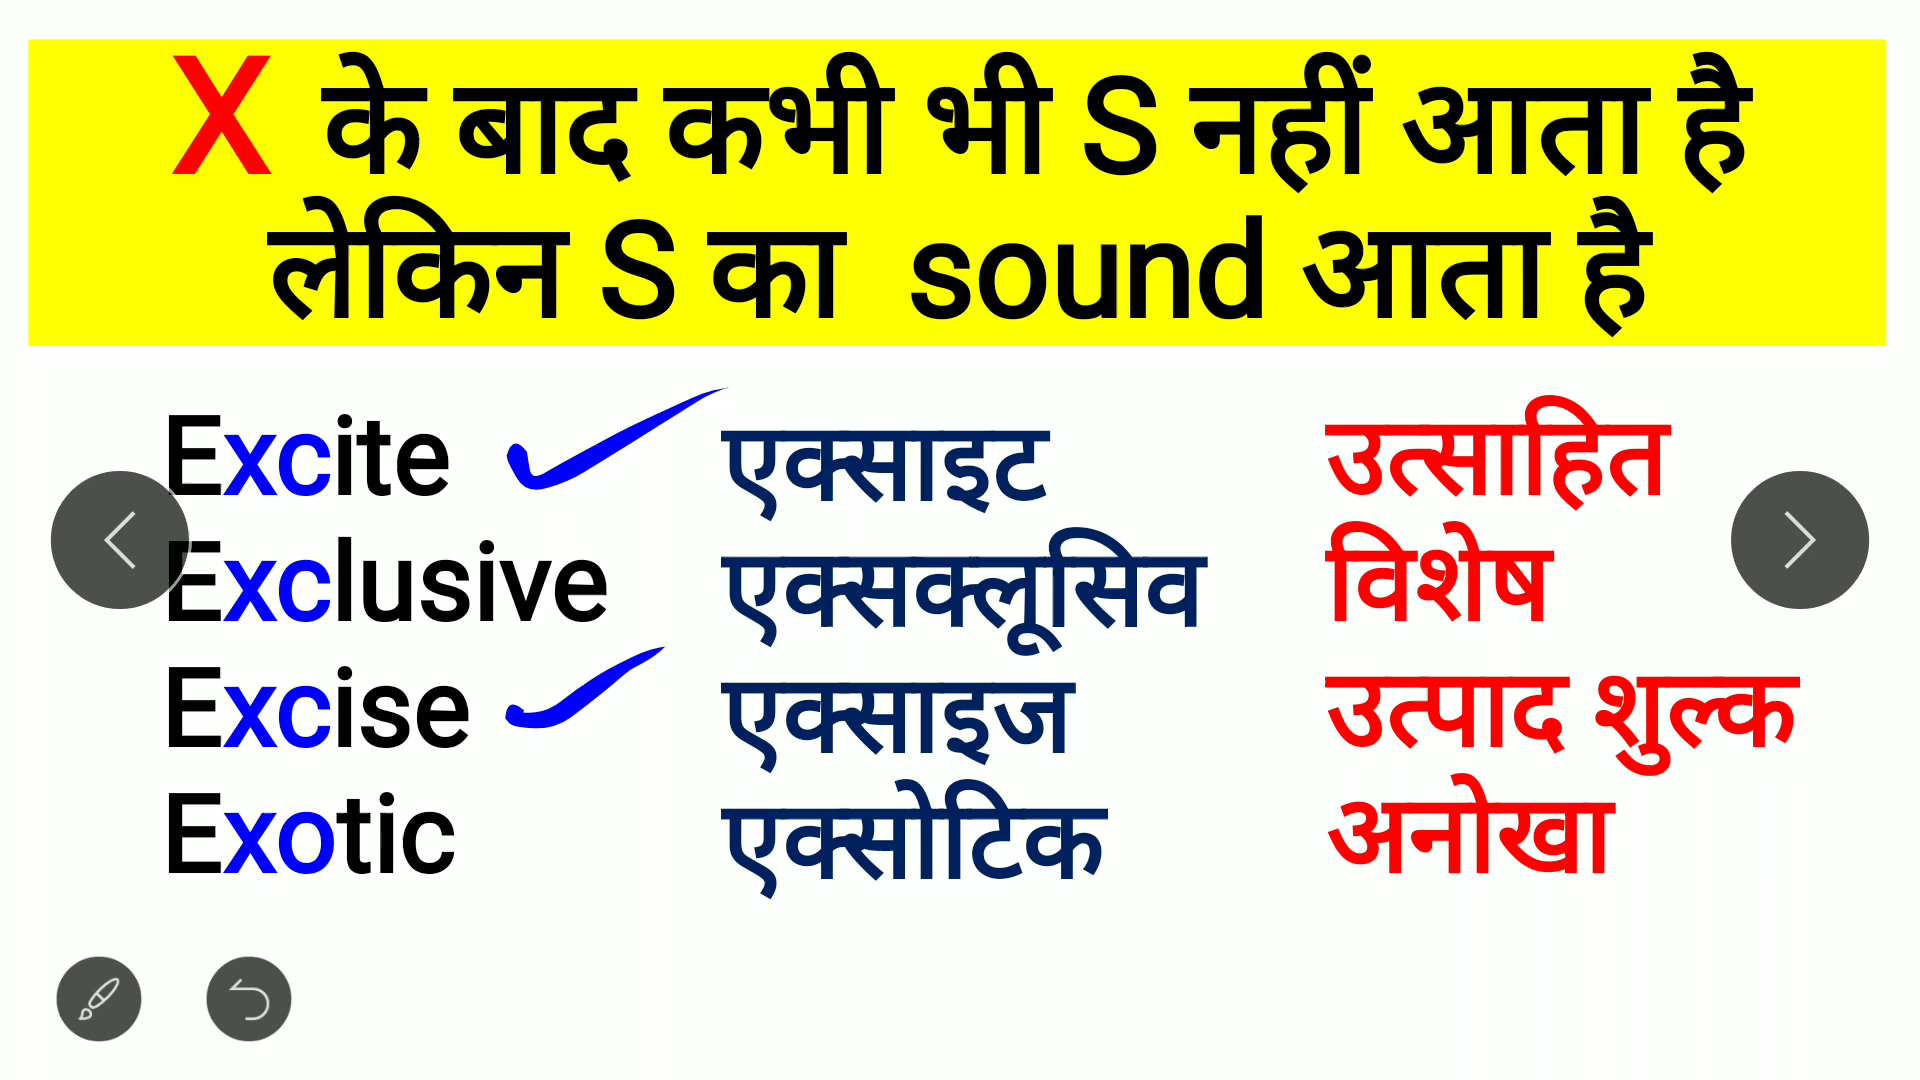 X के बाद कभी भी S नहीं आता है
लेकिन S का sound आता है
Excite एक्साइट उत्साहित
Exclusive एक्सक्लूसिव विशेष
Excise एक्साइज उत्पाद शुल्क
Exotic एक्सोटिक अनोखा